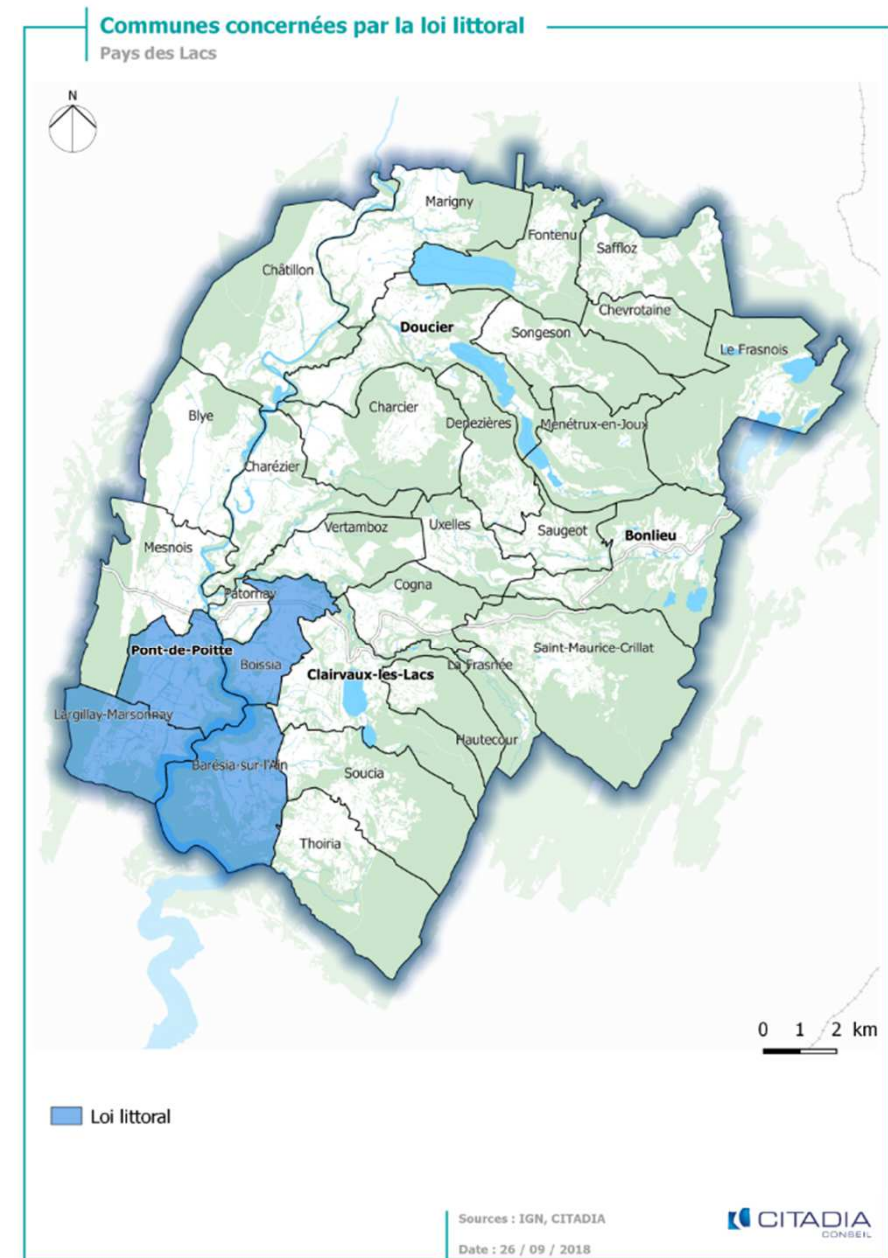 Communes concernées par la loi littoral
Pays des Lacs
N
Marigny
Fontenu
Saffloz
Châtillon
Chevrotaine
Doucier
Songeson
Le Frasnois
Blye
Charcier
Denezières
Ménétrux-en-Joux
Charézier
Mesnois
Vertamboz
Uxelles
Saugeot
Bonlieu
Patornay
Cogna
Pont-de-Poitte
Boissia
Saint-Maurice-Crillat
La Frasnée
Clairvaux-les-Lacs
Largillay-Marsonnay
Hautecour
Barésia-sur-l'Ain
Soucia
Thoiria
0 1 2 km
Loi littoral
Sources : IGN, CITADIA
CITADIA
CONSEIL
Date : 26 / 09 / 2018